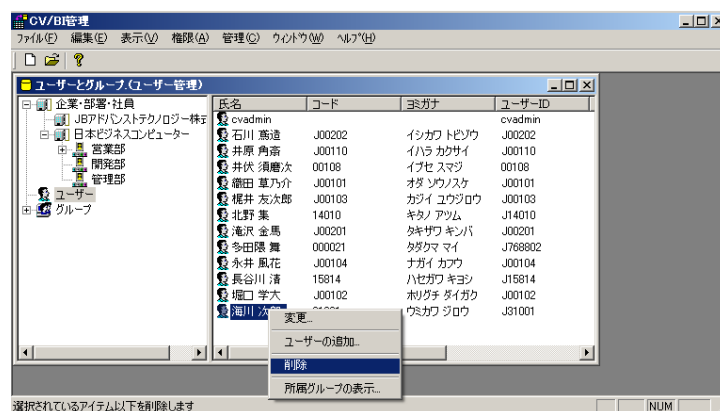 CV/BI管理
ファイル(F) 編集(E) 表示(V) 権限(A) 管理(C) ウィンドウ(W) ヘルプ(H)
ユーザーとグループ.(ユーザー管理)
企業・部署・社員
JBアドバンストテクノロジー株式
日本ビジネスコンピューター
営業部
開発部
管理部
ユーザー
グループ
氏名 コード ヨミガナ ユーザーID
cvadmin cvadmin
石川 蔦造 J00202 イシカワ トビゾウ J00202
井原 角斎 J00110 イハラ カクサイ J00110
井伏 須磨次 00108 イブセ スマジ 00108
織田 草乃介 J00101 オダ ソウノスケ J00101
梶井 友次郎 J00103 カジイ ユウジロウ J00103
北野 集 14010 キタノ アツム J14010
滝沢 金馬 J00201 タキザワ キンバ J00201
多田隈 舞 000021 タダクマ マイ J768802
永井 風花 J00104 ナガイ カフウ J00104
長谷川 清 15814 ハセガワ キヨシ J15814
堀口 学大 J00102 ホリグチ ダイガク J00102
海川 次郎 ウミカワ ジロウ J31001
変更...
ユーザーの追加...
削除
所属グループの表示...
選択されているアイテム以下を削除します
NUM